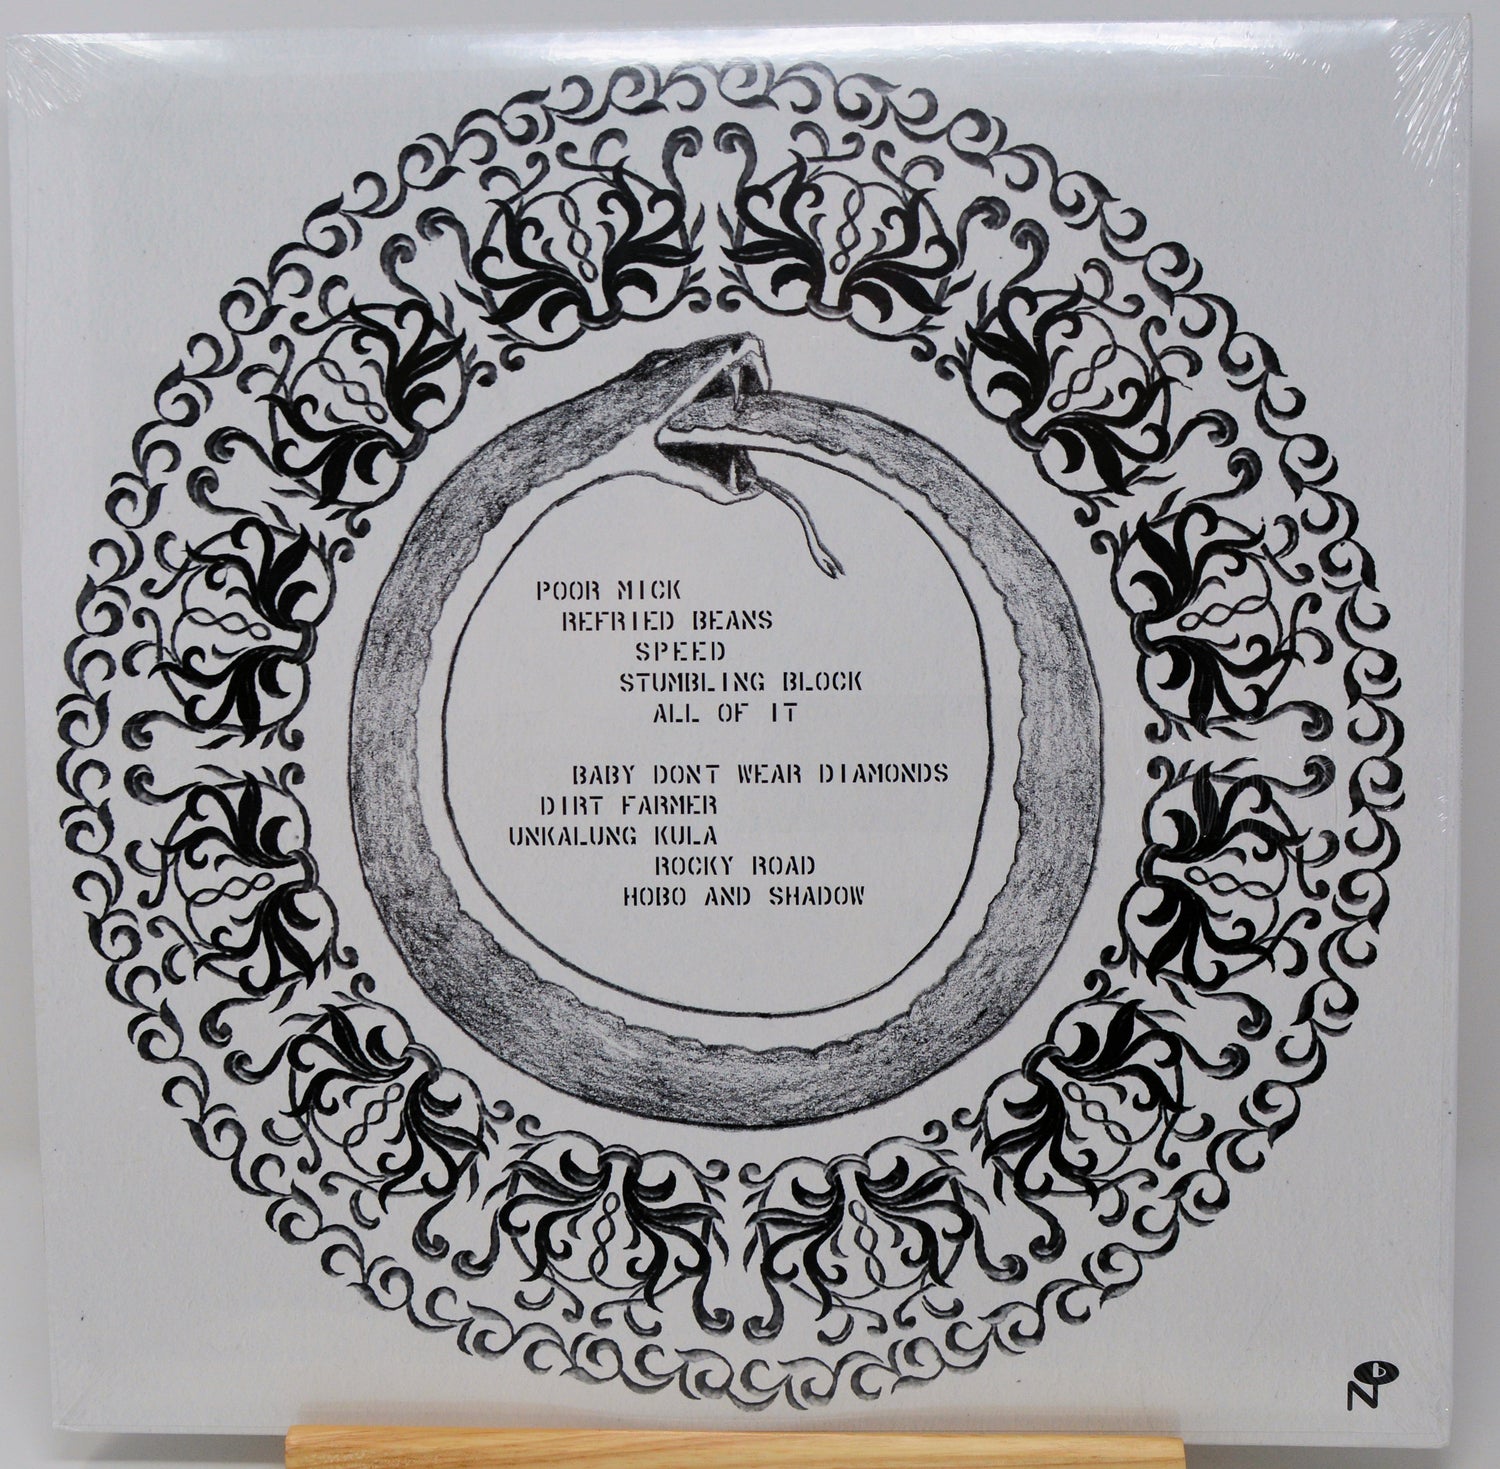 POOR MICK
REFRIED BEANS
SPEED
STUMBLING BLOCK
ALL OF IT
BABY DONT WEAR DIAMONDS
DIRT FARMER
UNKALUNG KULA
ROCKY ROAD
HOBO AND SHADOW
N b